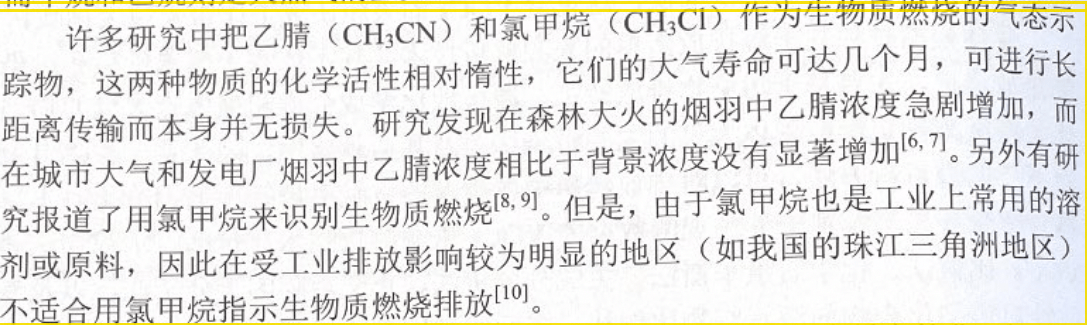 许多研究中把乙腈（CH₃CN）和氯甲烷（CH₃Cl）作为生物质燃烧的气态示
踪物，这两种物质的化学活性相对惰性，它们的大气寿命可达几个月，可进行长
距离传输而本身并无损失。研究发现在森林大火的烟羽中乙腈浓度急剧增加，而
在城市大气和发电厂烟羽中乙腈浓度相比于背景浓度没有显著增加[6, 7]。另外有研
究报道了用氯甲烷来识别生物质燃烧[8, 9]。但是，由于氯甲烷也是工业上常用的溶
剂或原料，因此在受工业排放影响较为明显的地区（如我国的珠江三角洲地区）
不适合用氯甲烷指示生物质燃烧排放[10]。